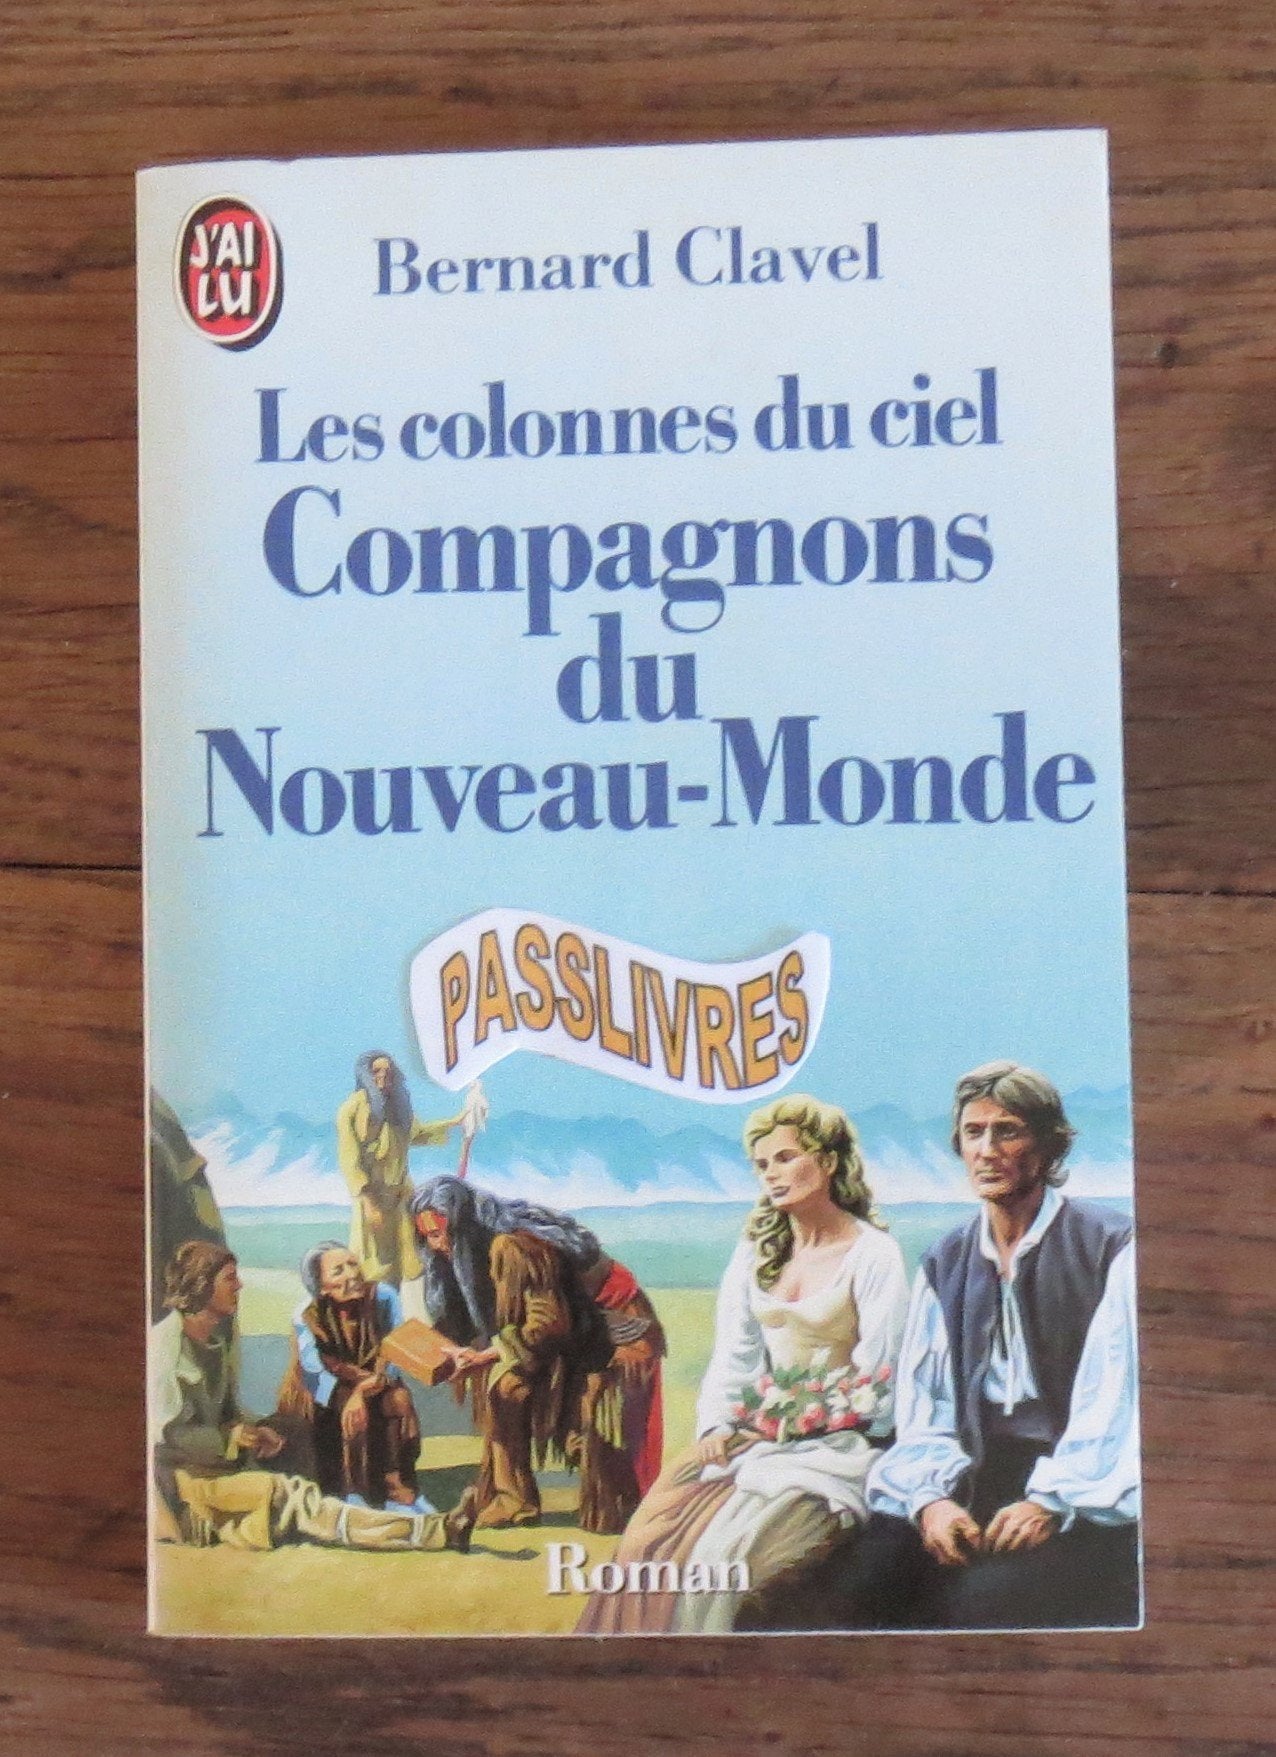 J'AI
LU
Bernard Clavel
Les colonnes du ciel
Compagnons
du
Nouveau-Monde
PASSLIVRES
Roman